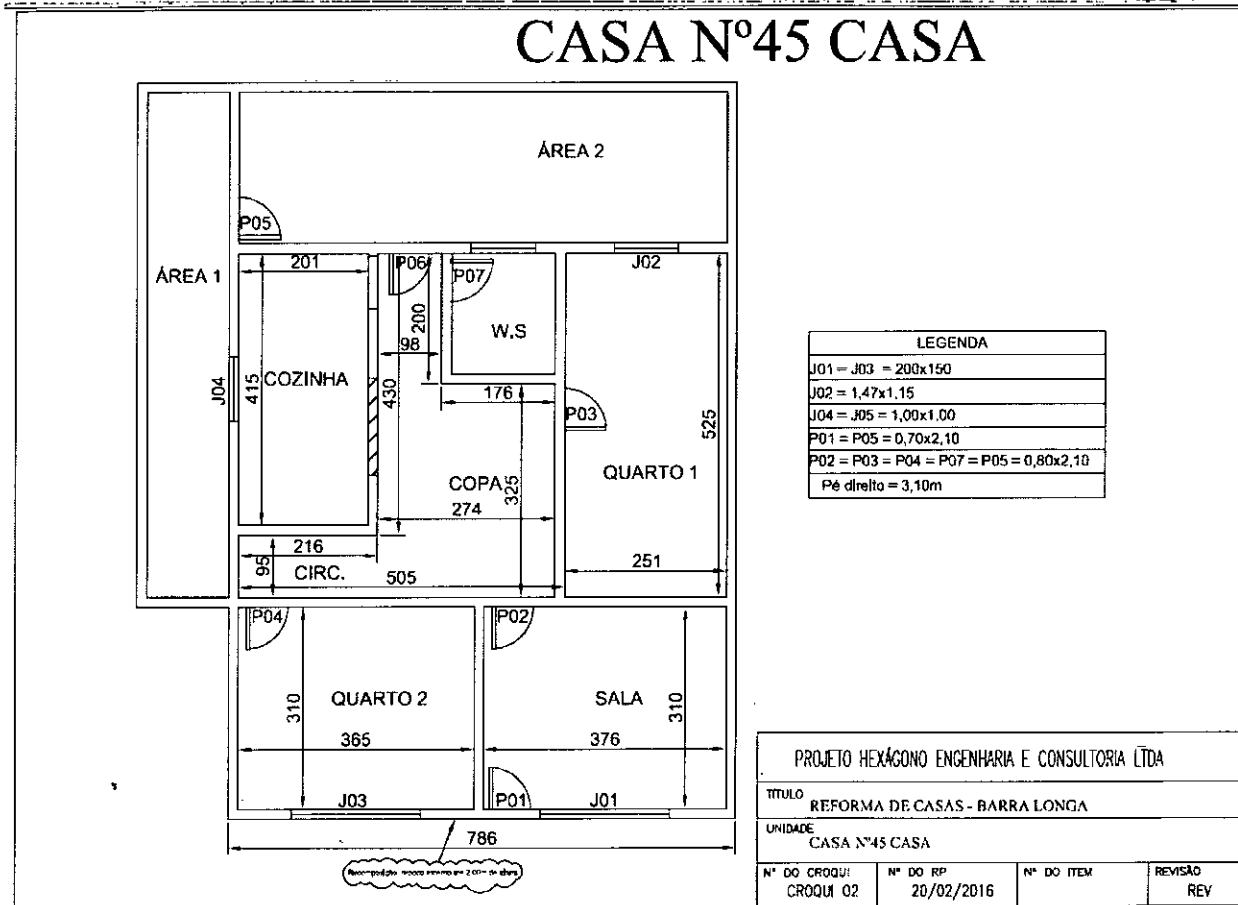 CASA Nº45 CASA
ÁREA 2
P05
ÁREA 1
201
P06
P07
J02
200
W.S
98
J04
415
COZINHA
430
176
P03
525
COPA
325
QUARTO 1
274
216
95
CIRC.
505
251
P04
P02
310
QUARTO 2
SALA
310
365
376
J03
P01
J01
786
LEGENDA
J01 = J03 = 200x150
J02 = 1,47x1,15
J04 = J05 = 1,00x1,00
P01 = P05 = 0,70x2,10
P02 = P03 = P04 = P07 = P05 = 0,80x2,10
Pé direito = 3,10m
PROJETO HEXÁGONO ENGENHARIA E CONSULTORIA LTDA
TITULO
REFORMA DE CASAS - BARRA LONGA
UNIDADE
CASA Nº45 CASA
Nº DO CROQUI
CROQUI 02
Nº DO RP
20/02/2016
Nº DO ITEM
REVISÃO
REV